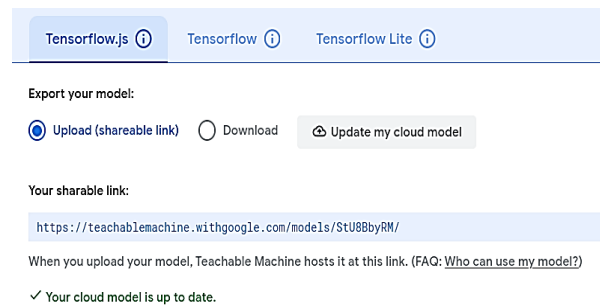 Tensorflow.js Tensorflow Tensorflow Lite
Export your model:
Upload (shareable link) Download Update my cloud model
Your sharable link:
https://teachablemachine.withgoogle.com/models/StU8BbyRM/
When you upload your model, Teachable Machine hosts it at this link. (FAQ: Who can use my model?)
✓ Your cloud model is up to date.